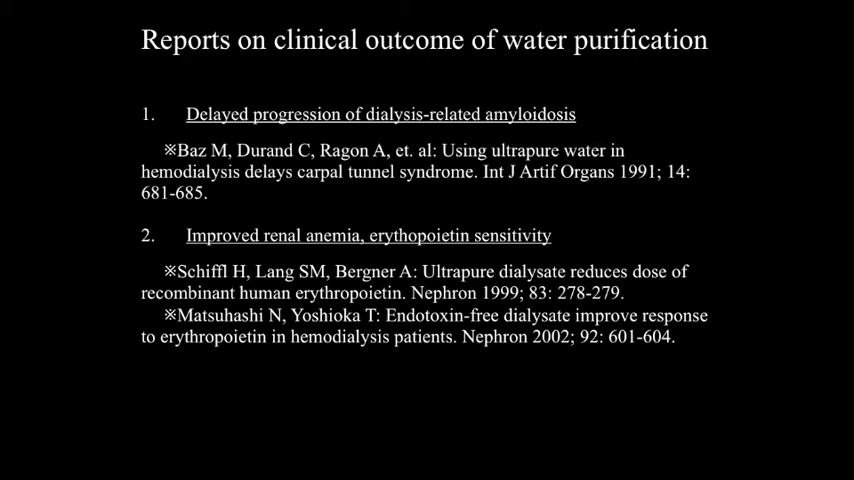 Reports on clinical outcome of water purification
1. Delayed progression of dialysis-related amyloidosis
※Baz M, Durand C, Ragon A, et. al: Using ultrapure water in
hemodialysis delays carpal tunnel syndrome. Int J Artif Organs 1991; 14:
681-685.
2. Improved renal anemia, erythopoietin sensitivity
※Schiffl H, Lang SM, Bergner A: Ultrapure dialysate reduces dose of
recombinant human erythropoietin. Nephron 1999; 83: 278-279.
※Matsuhashi N, Yoshioka T: Endotoxin-free dialysate improve response
to erythropoietin in hemodialysis patients. Nephron 2002; 92: 601-604.